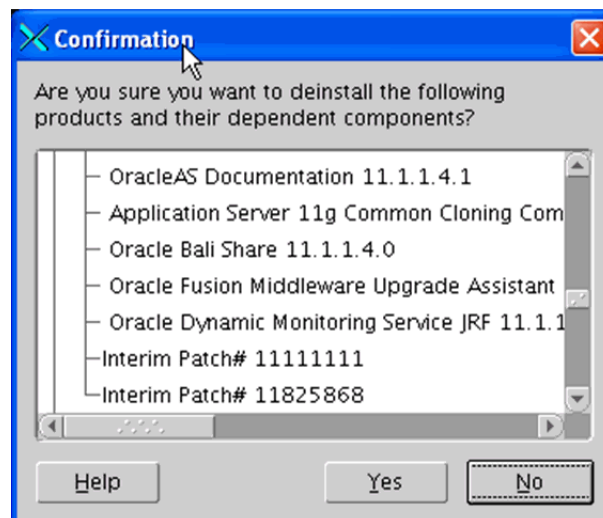 Confirmation
Are you sure you want to deinstall the following
products and their dependent components?
OracleAS Documentation 11.1.1.4.1
Application Server 11g Common Cloning Com
Oracle Bali Share 11.1.1.4.0
Oracle Fusion Middleware Upgrade Assistant
Oracle Dynamic Monitoring Service JRF 11.1.1
Interim Patch# 11111111
Interim Patch# 11825868
Help Yes No